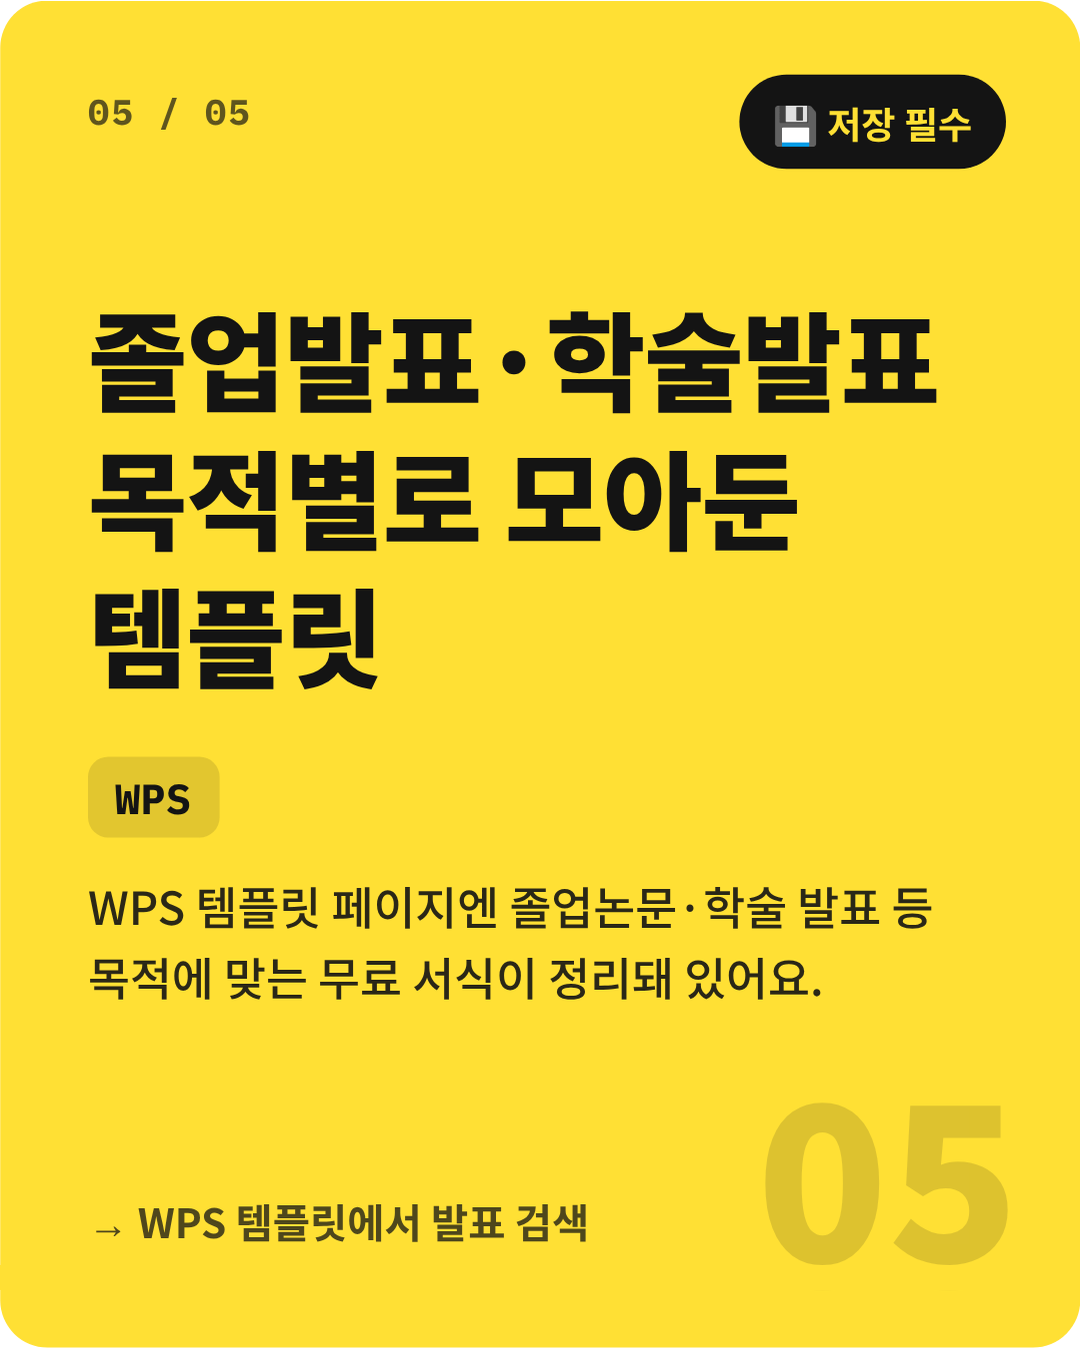 05 / 05
💾 저장 필수
졸업발표·학술발표
목적별로 모아둔
템플릿
WPS
WPS 템플릿 페이지엔 졸업논문·학술 발표 등
목적에 맞는 무료 서식이 정리돼 있어요.
05
→ WPS 템플릿에서 발표 검색